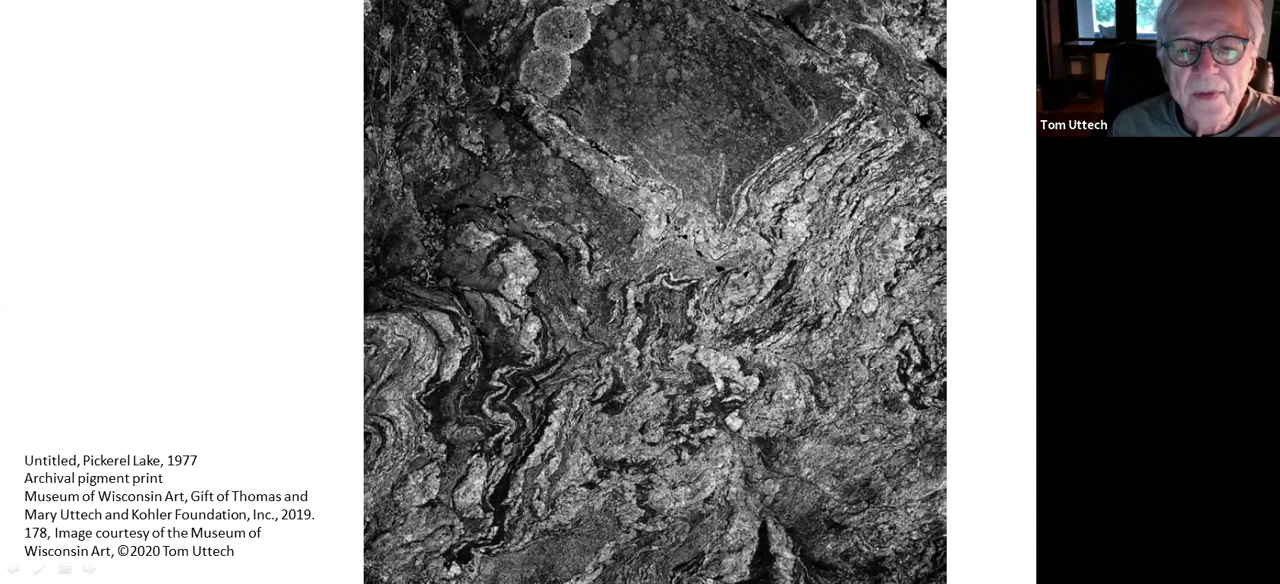 Untitled, Pickerel Lake, 1977
Archival pigment print
Museum of Wisconsin Art, Gift of Thomas and
Mary Uttech and Kohler Foundation, Inc., 2019.
178, Image courtesy of the Museum of
Wisconsin Art, ©2020 Tom Uttech
Tom Uttech